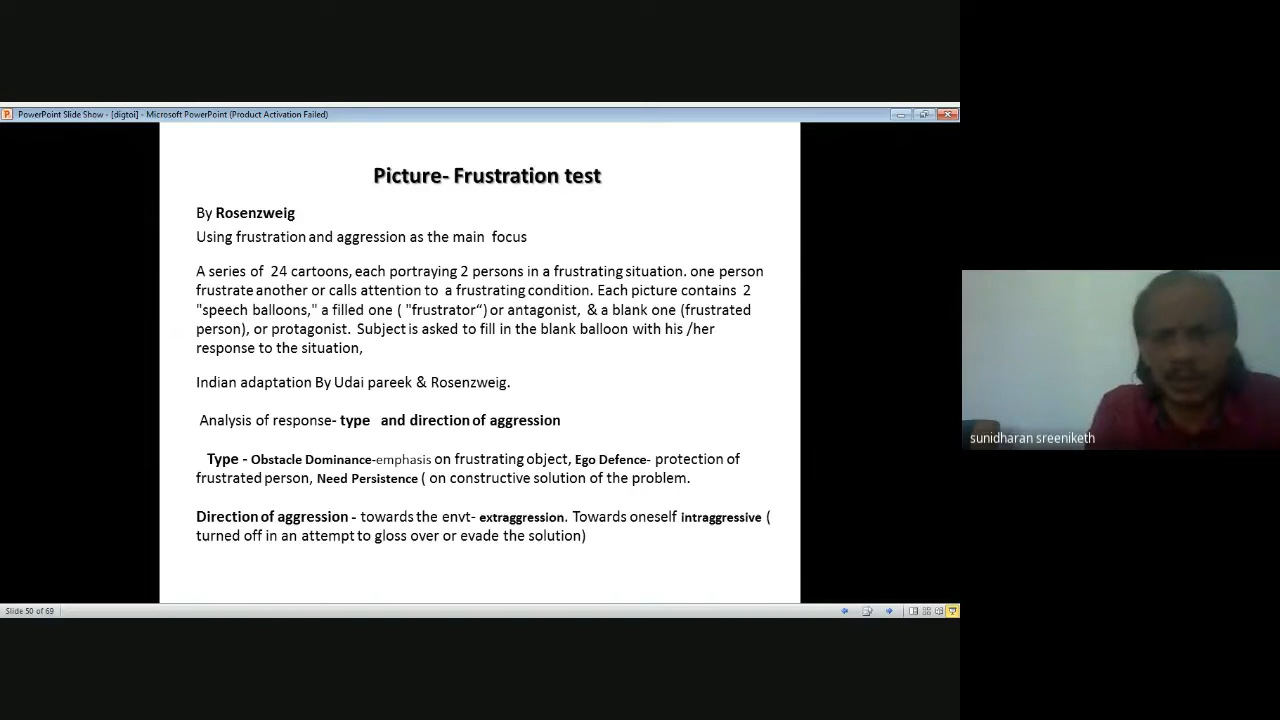 PowerPoint Slide Show - [digtoi] - Microsoft PowerPoint (Product Activation Failed)
Picture- Frustration test
By Rosenzweig
Using frustration and aggression as the main focus
A series of 24 cartoons, each portraying 2 persons in a frustrating situation. one person
frustrate another or calls attention to a frustrating condition. Each picture contains 2
"speech balloons," a filled one ( "frustrator“) or antagonist, & a blank one (frustrated
person), or protagonist. Subject is asked to fill in the blank balloon with his /her
response to the situation,
Indian adaptation By Udai pareek & Rosenzweig.
Analysis of response- type and direction of aggression
Type - Obstacle Dominance-emphasis on frustrating object, Ego Defence- protection of
frustrated person, Need Persistence ( on constructive solution of the problem.
Direction of aggression - towards the envt- extraggression. Towards oneself intraggressive (
turned off in an attempt to gloss over or evade the solution)
Slide 50 of 69
sunidharan sreeniketh